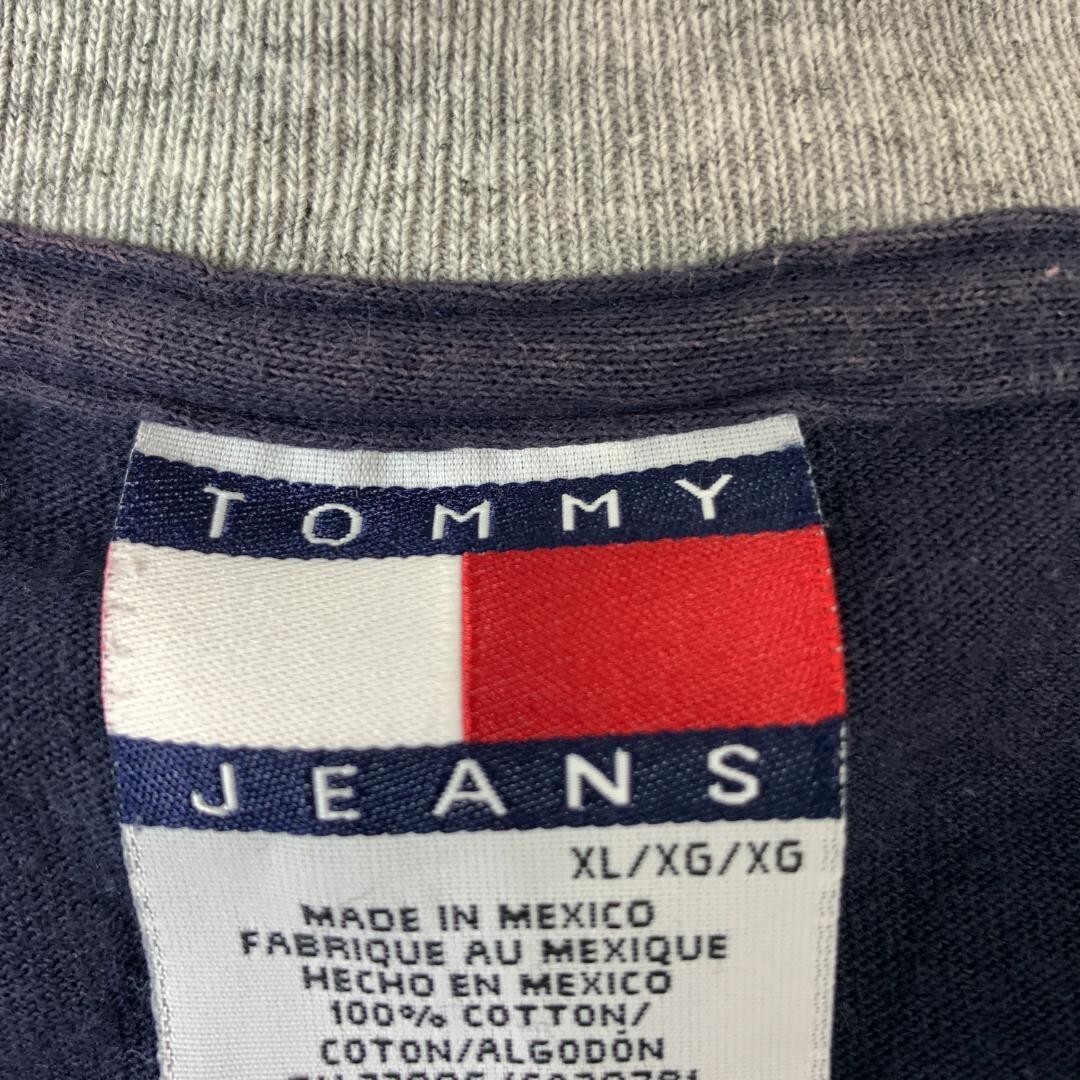 TOMMY
JEANS
XL/XG/XG
MADE IN MEXICO
FABRIQUE AU MEXIQUE
HECHO EN MEXICO
100% COTTON/
COTON/ALGODÓN